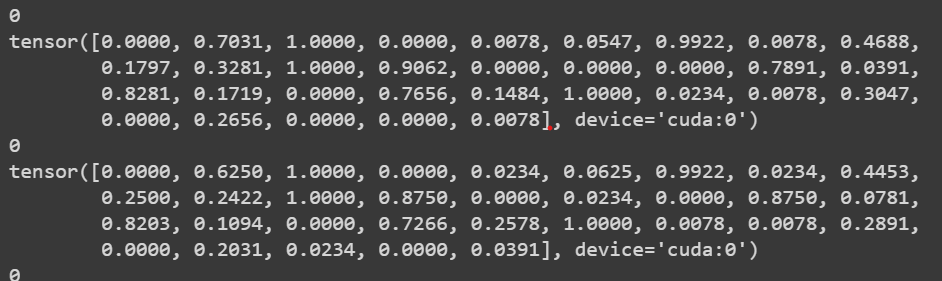 0
tensor([0.0000, 0.7031, 1.0000, 0.0000, 0.0078, 0.0547, 0.9922, 0.0078, 0.4688,
0.1797, 0.3281, 1.0000, 0.9062, 0.0000, 0.0000, 0.0000, 0.7891, 0.0391,
0.8281, 0.1719, 0.0000, 0.7656, 0.1484, 1.0000, 0.0234, 0.0078, 0.3047,
0.0000, 0.2656, 0.0000, 0.0000, 0.0078], device='cuda:0')
0
tensor([0.0000, 0.6250, 1.0000, 0.0000, 0.0234, 0.0625, 0.9922, 0.0234, 0.4453,
0.2500, 0.2422, 1.0000, 0.8750, 0.0000, 0.0234, 0.0000, 0.8750, 0.0781,
0.8203, 0.1094, 0.0000, 0.7266, 0.2578, 1.0000, 0.0078, 0.0078, 0.2891,
0.0000, 0.2031, 0.0234, 0.0000, 0.0391], device='cuda:0')
0